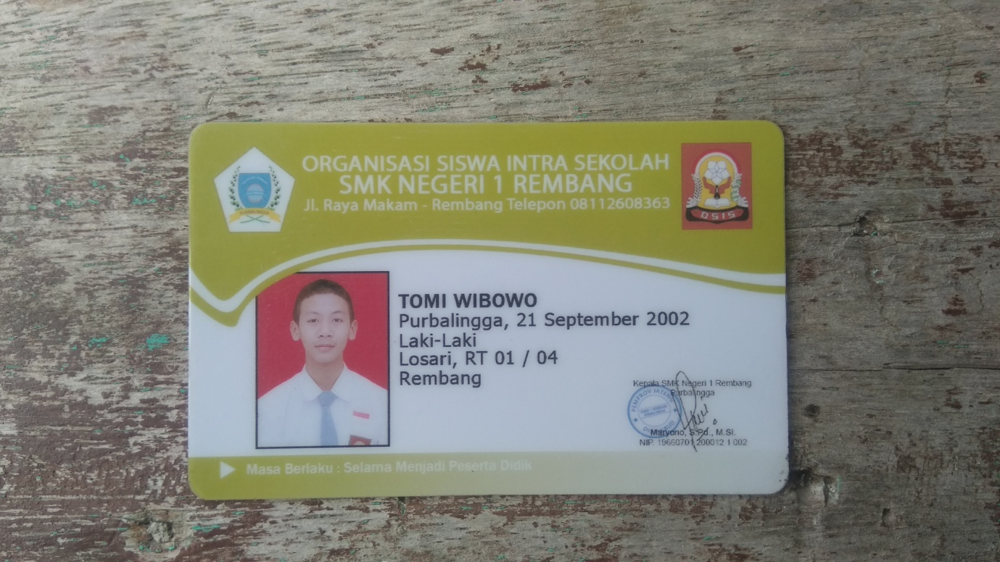 ORGANISASI SISWA INTRA SEKOLAH
SMK NEGERI 1 REMBANG
Jl. Raya Makam - Rembang Telepon 08112608363
OSIS
TOMI WIBOWO
Purbalingga, 21 September 2002
Laki-Laki
Losari, RT 01 / 04
Rembang
Kepala SMK Negeri 1 Rembang
Purbalingga
PEMPROV JATENG
Maryono, S.Pd., M.Si.
NIP. 19660701 200012 1 002
Masa Berlaku : Selama Menjadi Peserta Didik